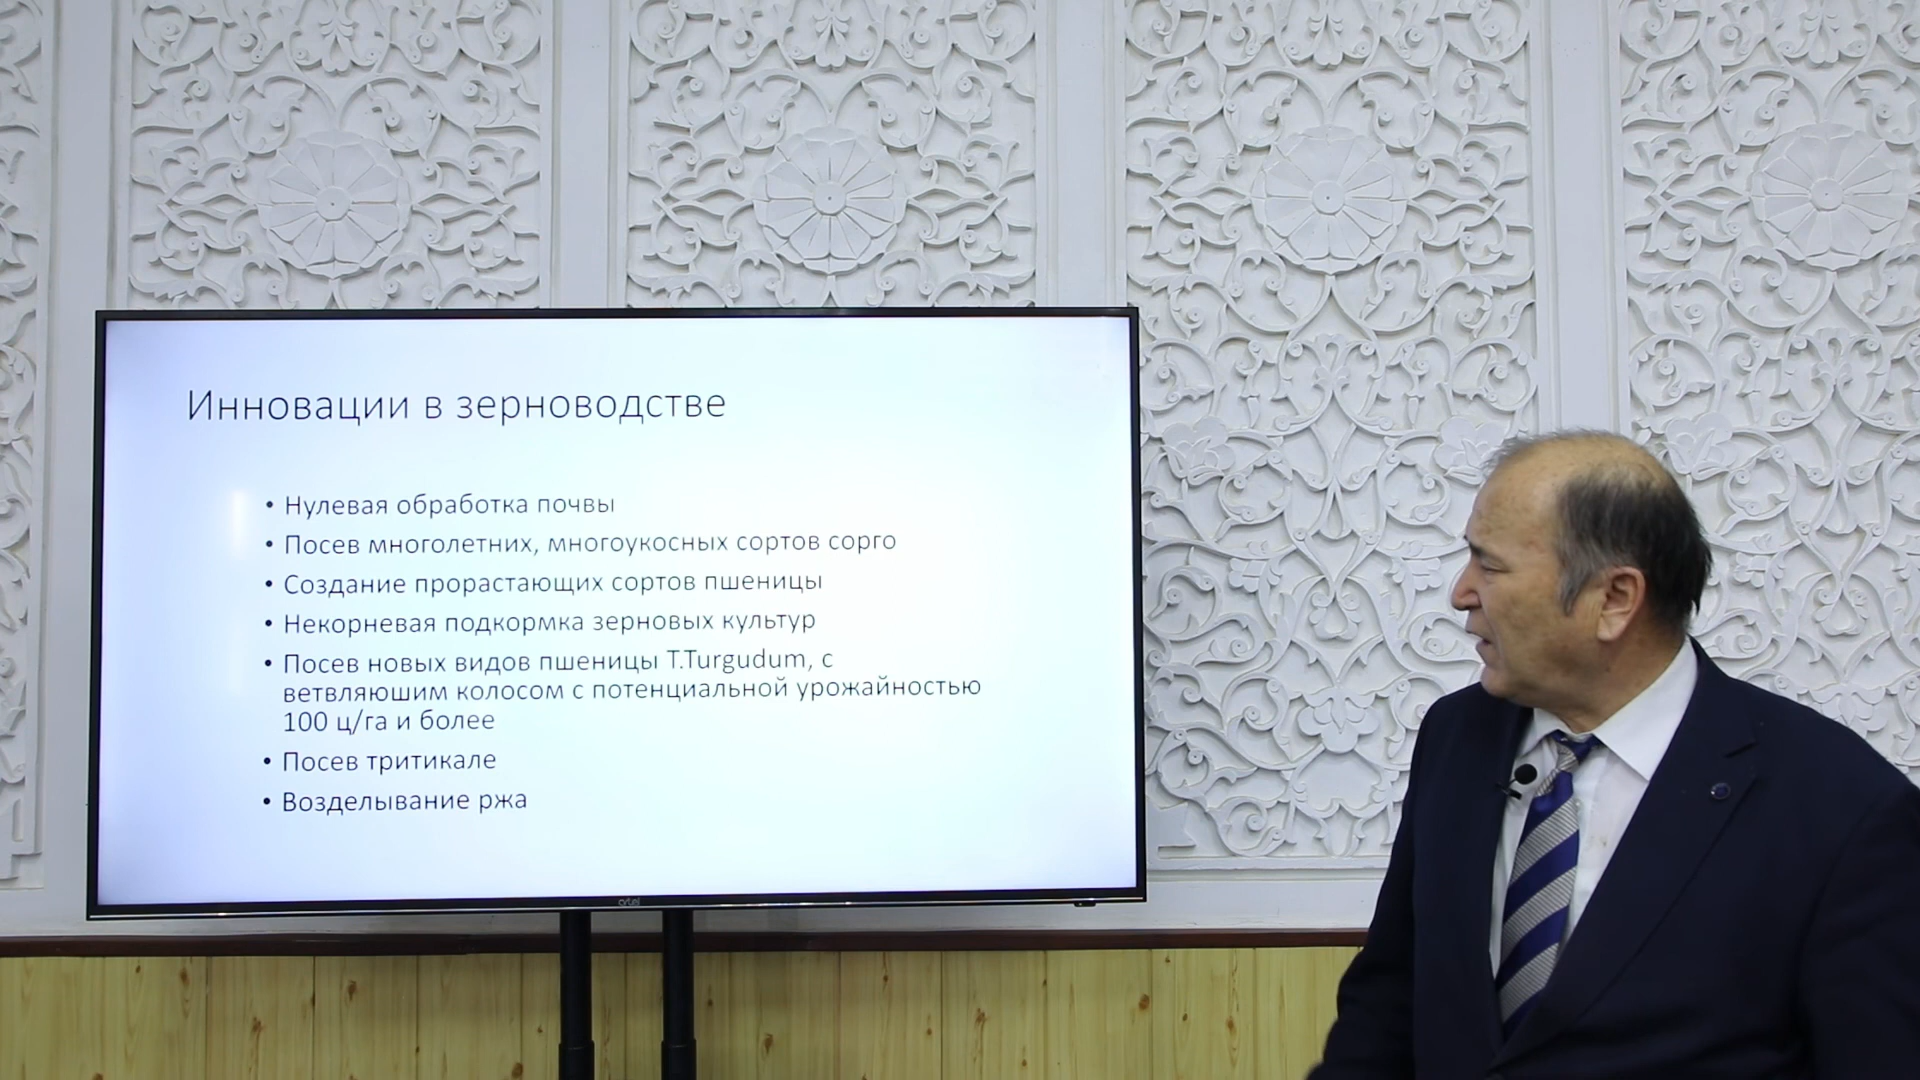 Инновации в зерноводстве
• Нулевая обработка почвы
• Посев многолетних, многоукосных сортов сорго
• Создание прорастающих сортов пшеницы
• Некорневая подкормка зерновых культур
• Посев новых видов пшеницы T.Turgudum, с
ветвляюшим колосом с потенциальной урожайностью
100 ц/га и более
• Посев тритикале
• Возделывание ржа
artel